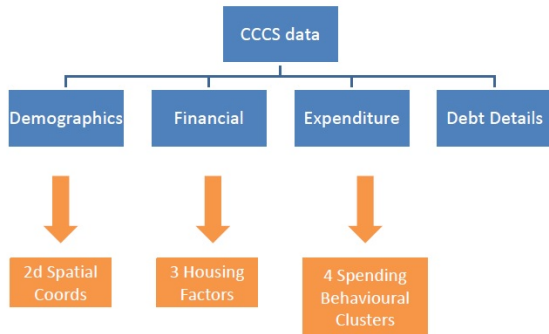 CCCS data
Demographics
Financial
Expenditure
Debt Details
2d Spatial
Coords
3 Housing
Factors
4 Spending
Behavioural
Clusters